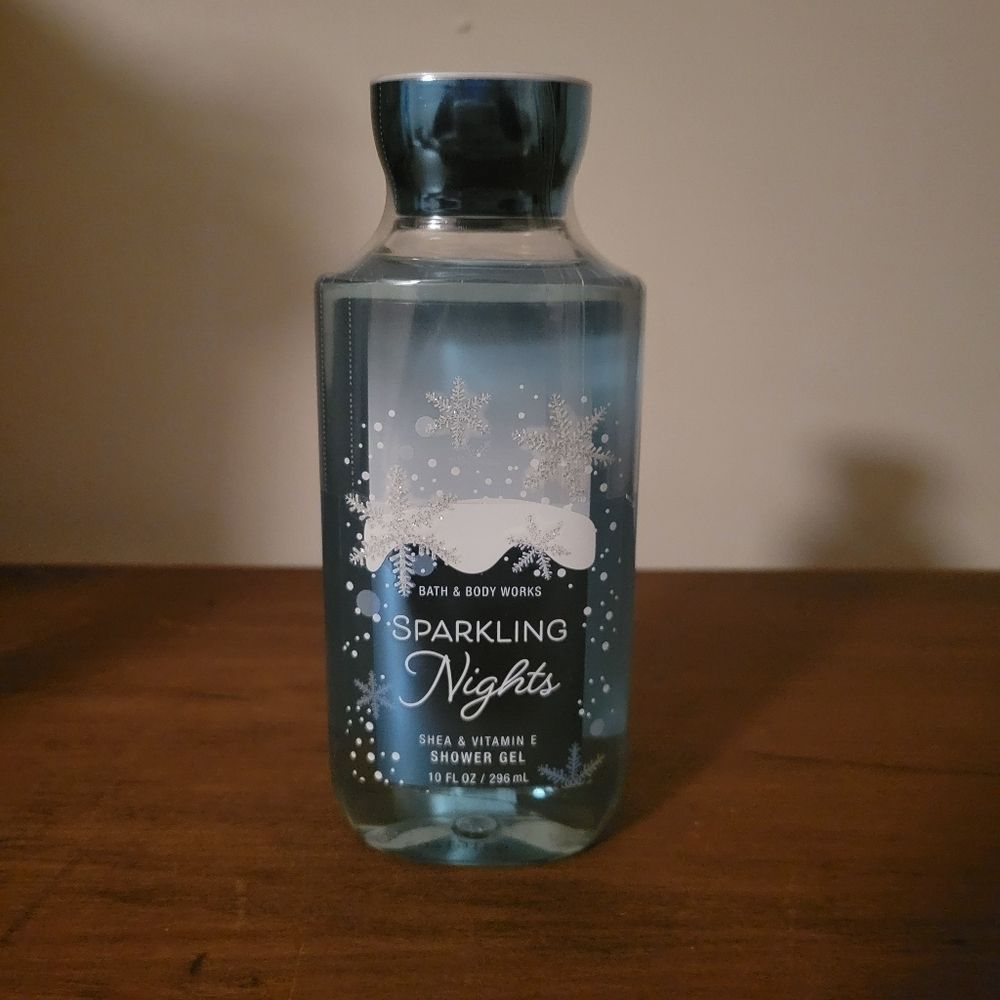 BATH & BODY WORKS
SPARKLING
Nights
SHEA & VITAMIN E
SHOWER GEL
10 FL OZ / 296 mL